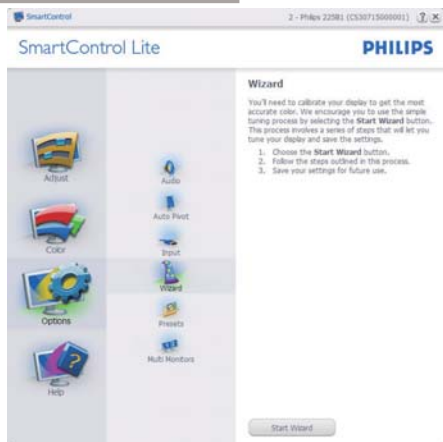 SmartControl
2 - Philips 225B1 (CS30715000001)
SmartControl Lite
PHILIPS
Adjust
Color
Options
Help
Audio
Auto Pivot
Input
Wizard
Presets
Multi Monitors
Wizard
You'll need to calibrate your display to get the most
accurate color. We encourage you to use the simple
tuning process by selecting the Start Wizard button.
This process involves a series of steps that will let you
tune your display and save the settings.
1. Choose the Start Wizard button.
2. Follow the steps outlined in this process.
3. Save your settings for future use.
Start Wizard